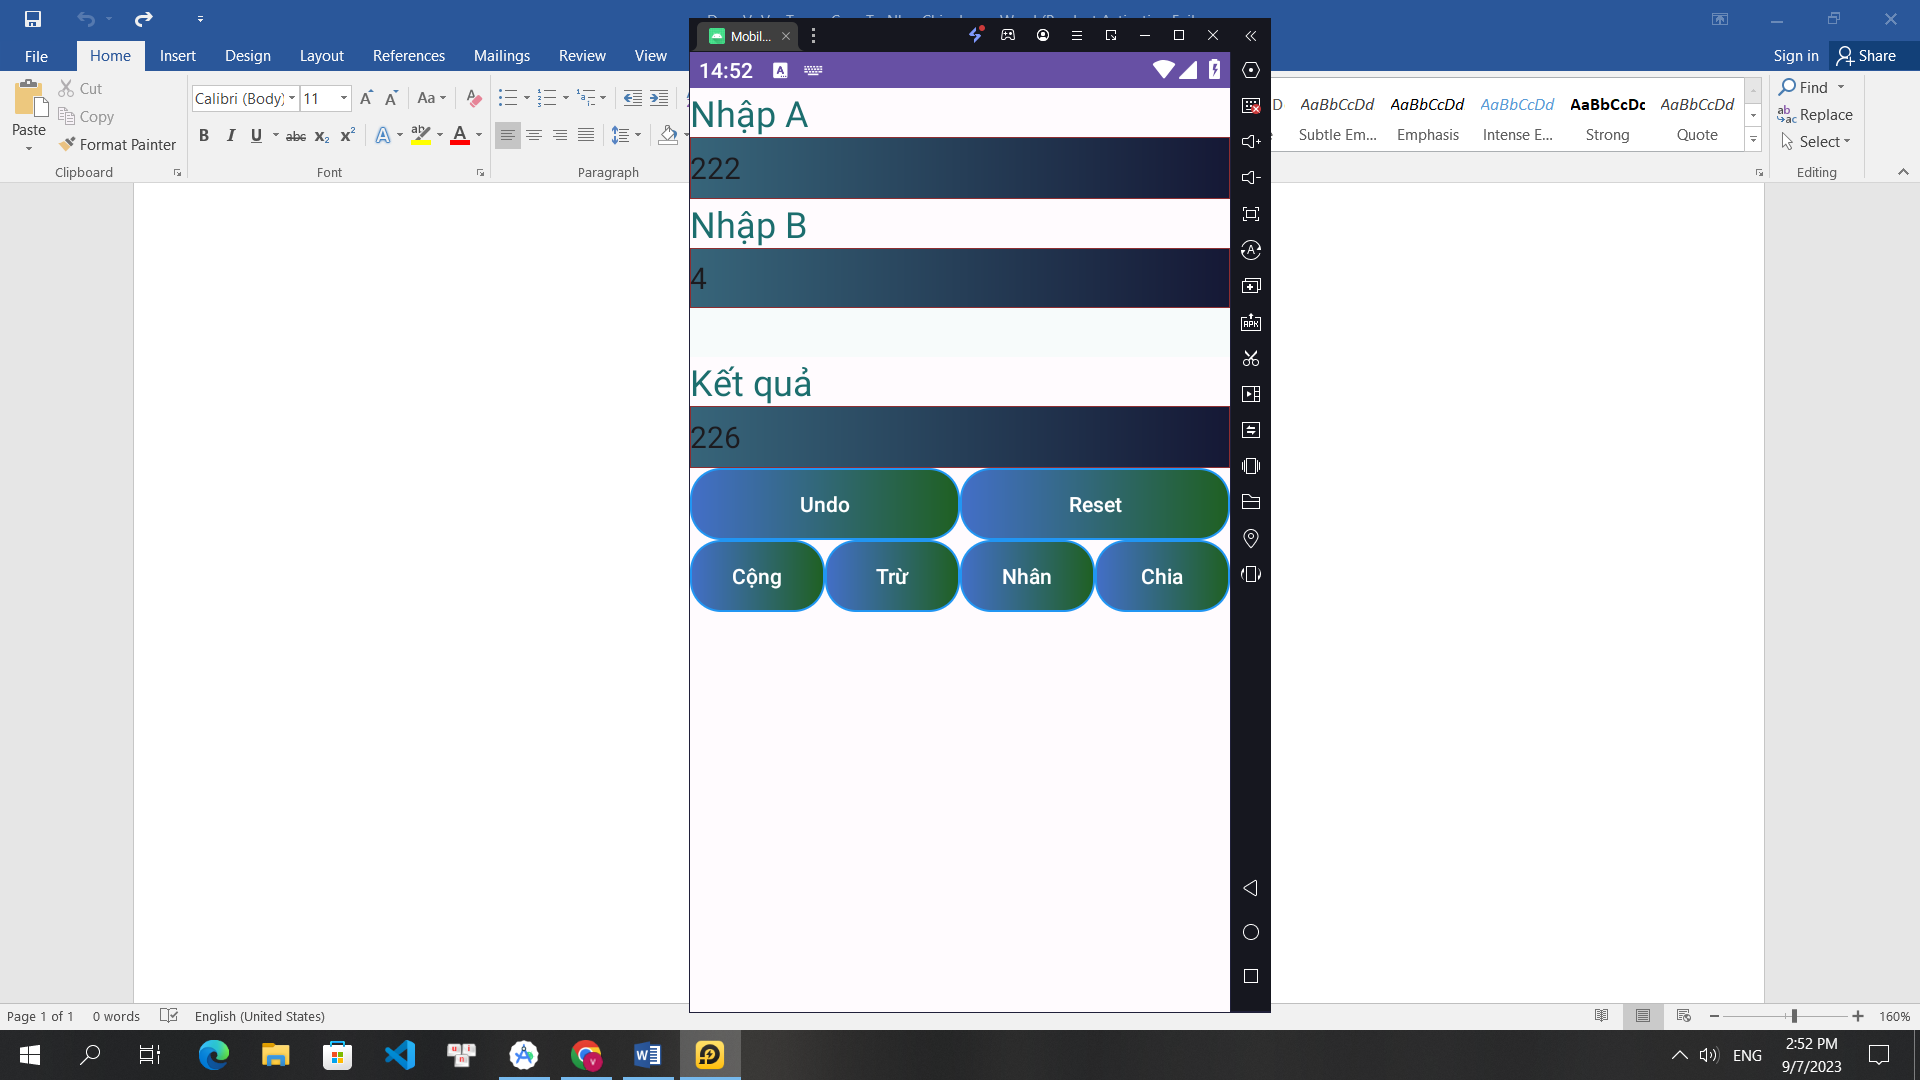 File
Home
Insert
Design
Layout
References
Mailings
Review
View
Sign in
Share
Paste
Cut
Copy
Format Painter
Clipboard
Calibri (Body)
11
Aa
Font
Paragraph
AaBbCcDd
Subtle Em...
AaBbCcDd
Emphasis
AaBbCcDd
Intense E...
AaBbCcDc
Strong
AaBbCcDd
Quote
Find
Replace
Select
Editing
Mobil...
14:52
Nhập A
222
Nhập B
4
Kết quả
226
Undo
Reset
Cộng
Trừ
Nhân
Chia
Page 1 of 1
0 words
English (United States)
160%
ENG
2:52 PM
9/7/2023